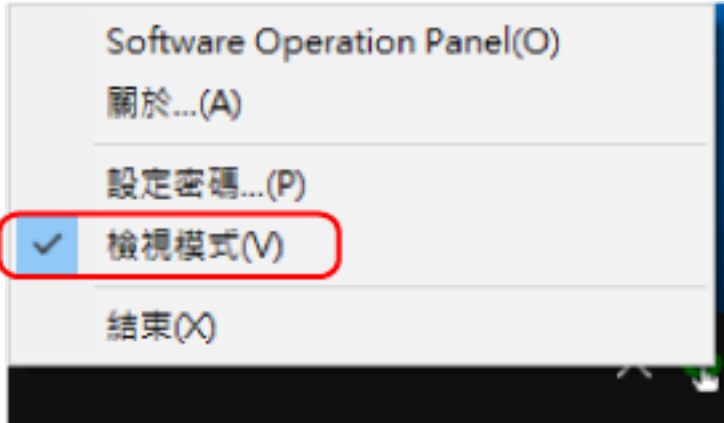 Software Operation Panel(O)
關於...(A)
設定密碼...(P)
檢視模式(V)
結束(X)